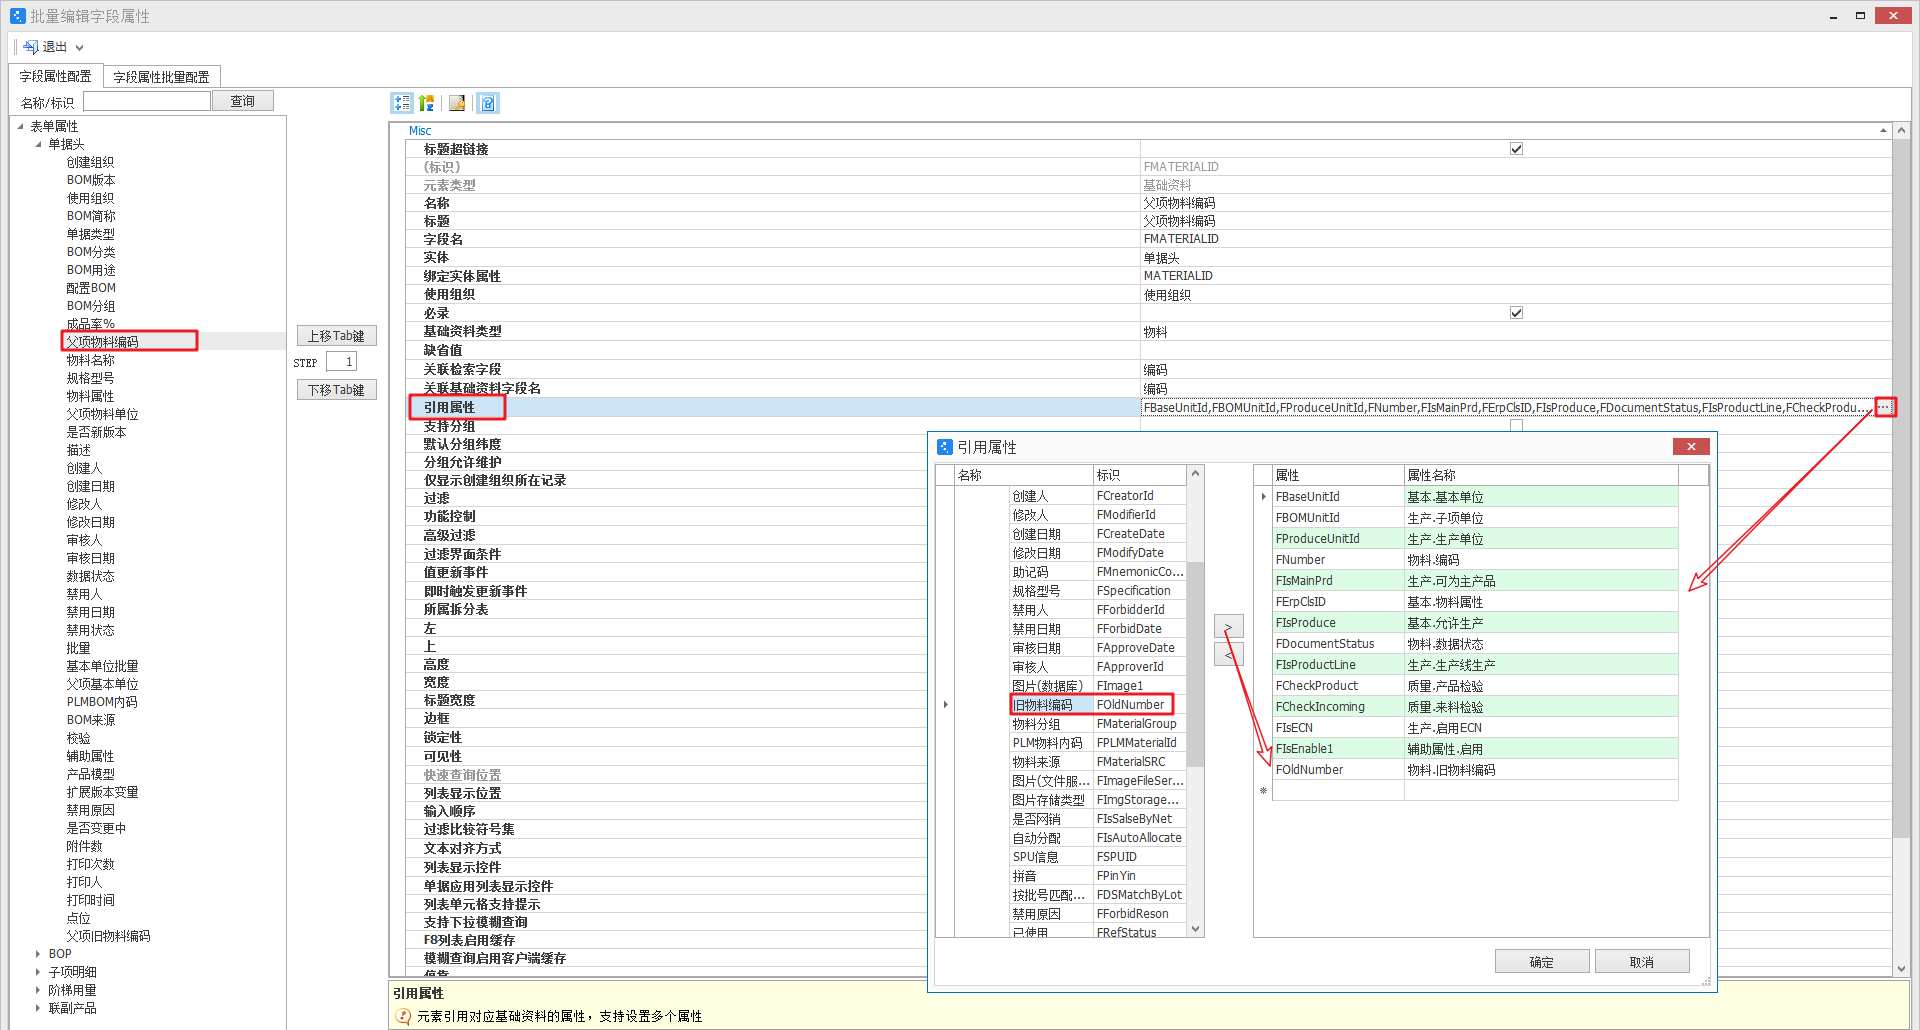 批量编辑字段属性
退出
字段属性配置
字段属性批量配置
名称/标识
查询
表单属性
单据头
创建组织
BOM版本
使用组织
BOM简称
单据类型
BOM分类
BOM用途
配置BOM
BOM分组
成品率%
父项物料编码
物料名称
规格型号
物料属性
父项物料单位
是否新版本
描述
创建人
创建日期
修改人
修改日期
审核人
审核日期
数据状态
禁用人
禁用日期
禁用状态
批量
基本单位批量
父项基本单位
PLMBOM内码
BOM来源
校验
辅助属性
产品模型
扩展版本变量
禁用原因
是否变更中
附件数
打印次数
打印人
打印时间
点位
父项旧物料编码
BOP
子项明细
阶梯用量
联副产品
上移Tab键
STEP 1
下移Tab键
Misc
标题超链接
(标识) FMATERIALID
元素类型 基础资料
名称 父项物料编码
标题 父项物料编码
字段名 FMATERIALID
实体 单据头
绑定实体属性 MATERIALID
使用组织 使用组织
必录
基础资料类型 物料
缺省值
关联检索字段 编码
关联基础资料字段名 编码
引用属性 FBaseUnitId,FBOMUnitId,FProduceUnitId,FNumber,FIsMainPrd,FErpClsID,FIsProduce,FDocumentStatus,FIsProductLine,FCheckProdu... ...
支持分组
默认分组纬度
分组允许维护
仅显示创建组织所在记录
过滤
功能控制
高级过滤
过滤界面条件
值更新事件
即时触发更新事件
所属拆分表
左
上
高度
宽度
标题宽度
边框
锁定性
可见性
快速查询位置
列表显示位置
输入顺序
过滤比较符号集
文本对齐方式
列表显示控件
单据应用列表显示控件
列表单元格支持提示
支持下拉模糊查询
F8列表启用缓存
模糊查询启用客户端缓存
引用属性
元素引用对应基础资料的属性，支持设置多个属性
引用属性
名称 标识
创建人 FCreatorId
修改人 FModifierId
创建日期 FCreateDate
修改日期 FModifyDate
助记码 FMnemonicCo...
规格型号 FSpecification
禁用人 FForbidderId
禁用日期 FForbidDate
审核日期 FApproveDate
审核人 FApproverId
图片(数据库) FImage1
旧物料编码 FOldNumber
物料分组 FMaterialGroup
PLM物料内码 FPLMMaterialId
物料来源 FMaterialSRC
图片(文件服... FImageFileSer...
图片存储类型 FImgStorage...
是否网销 FIsSalseByNet
自动分配 FIsAutoAllocate
SPU信息 FSPUID
拼音 FPinYin
按批号匹配... FDSMatchByLot
禁用原因 FForbidReson
已使用 FRefStatus
>
<
属性 属性名称
FBaseUnitId 基本.基本单位
FBOMUnitId 生产.子项单位
FProduceUnitId 生产.生产单位
FNumber 物料.编码
FIsMainPrd 生产.可为主产品
FErpClsID 基本.物料属性
FIsProduce 基本.允许生产
FDocumentStatus 物料.数据状态
FIsProductLine 生产.生产线生产
FCheckProduct 质量.产品检验
FCheckIncoming 质量.来料检验
FIsECN 生产.启用ECN
FIsEnable1 辅助属性.启用
FOldNumber 物料.旧物料编码
确定
取消